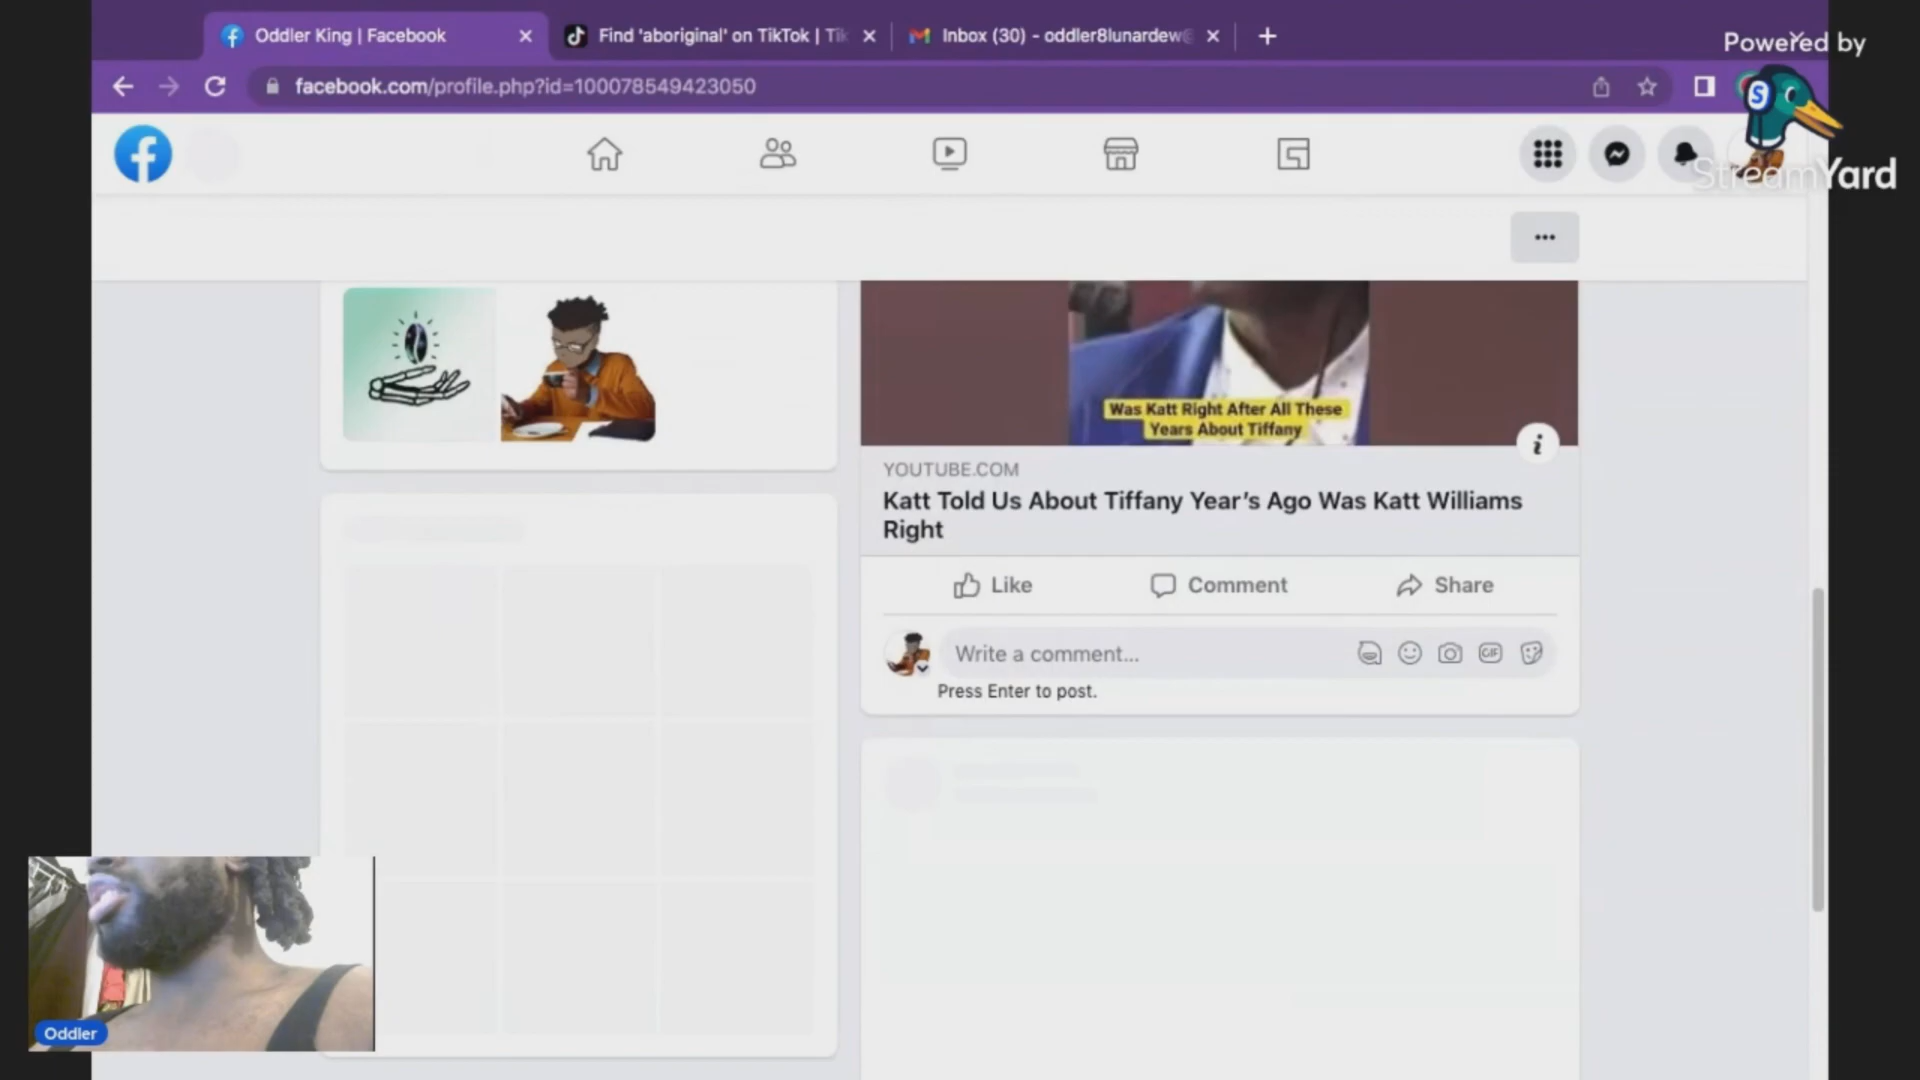 Oddler King | Facebook
Find 'aboriginal' on TikTok | Tik
Inbox (30) - oddler8lunardew@
Powered by
facebook.com/profile.php?id=100078549423050
StreamYard
Was Katt Right After All These
Years About Tiffany
YOUTUBE.COM
Katt Told Us About Tiffany Year's Ago Was Katt Williams
Right
Like
Comment
Share
Write a comment...
GIF
Press Enter to post.
Oddler